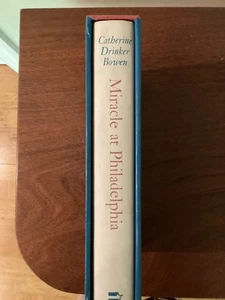 Catherine
Drinker
Bowen
Miracle at Philadelphia